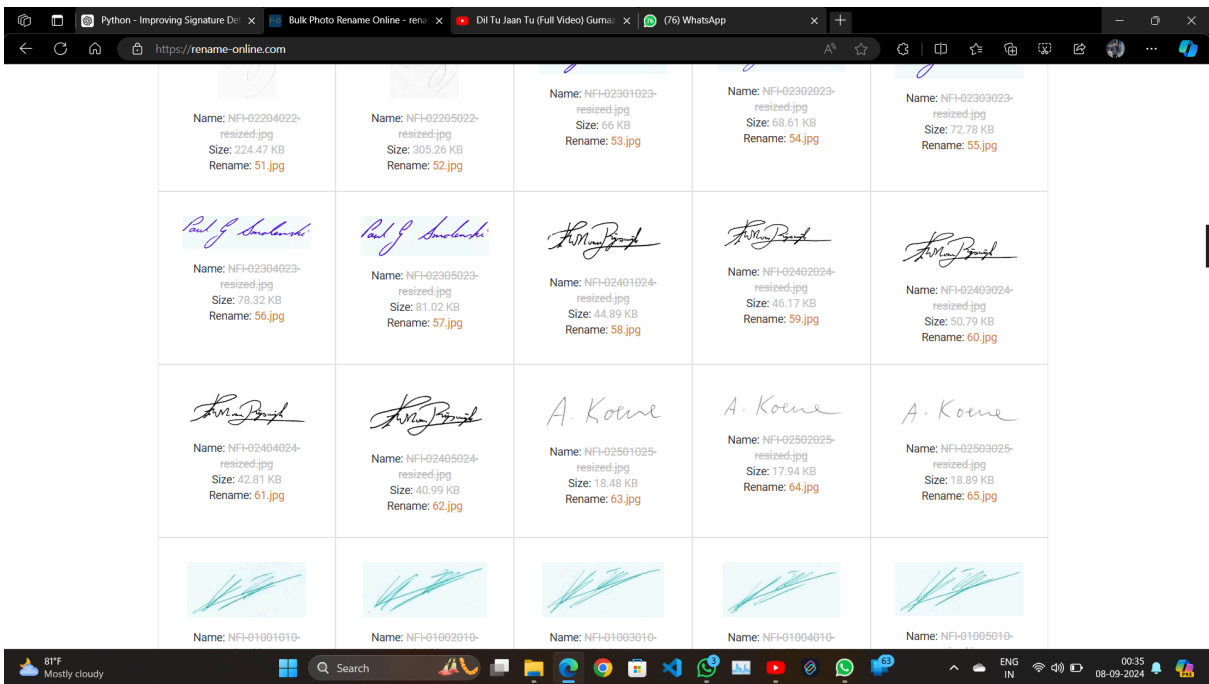 Python - Improving Signature Det
Bulk Photo Rename Online - rena
Dil Tu Jaan Tu (Full Video) Gurnaz
(76) WhatsApp
https://rename-online.com
Name: NFI-02204022-
resized.jpg
Size: 224.47 KB
Rename: 51.jpg
Name: NFI-02205022-
resized.jpg
Size: 305.26 KB
Rename: 52.jpg
Name: NFI-02301023-
resized.jpg
Size: 66 KB
Rename: 53.jpg
Name: NFI-02302023-
resized.jpg
Size: 68.61 KB
Rename: 54.jpg
Name: NFI-02303023-
resized.jpg
Size: 72.78 KB
Rename: 55.jpg
Paul G Smolenski
Name: NFI-02304023-
resized.jpg
Size: 78.32 KB
Rename: 56.jpg
Paul G Smolenski
Name: NFI-02305023-
resized.jpg
Size: 81.02 KB
Rename: 57.jpg
Name: NFI-02401024-
resized.jpg
Size: 44.89 KB
Rename: 58.jpg
Name: NFI-02402024-
resized.jpg
Size: 46.17 KB
Rename: 59.jpg
Name: NFI-02403024-
resized.jpg
Size: 50.79 KB
Rename: 60.jpg
Name: NFI-02404024-
resized.jpg
Size: 42.81 KB
Rename: 61.jpg
Name: NFI-02405024-
resized.jpg
Size: 40.99 KB
Rename: 62.jpg
A. Koene
Name: NFI-02501025-
resized.jpg
Size: 18.48 KB
Rename: 63.jpg
A. Koene
Name: NFI-02502025-
resized.jpg
Size: 17.94 KB
Rename: 64.jpg
A. Koene
Name: NFI-02503025-
resized.jpg
Size: 18.89 KB
Rename: 65.jpg
Name: NFI-01001010-
Name: NFI-01002010-
Name: NFI-01003010-
Name: NFI-01004010-
Name: NFI-01005010-
81°F
Mostly cloudy
Search
3
63
ENG
IN
00:35
08-09-2024